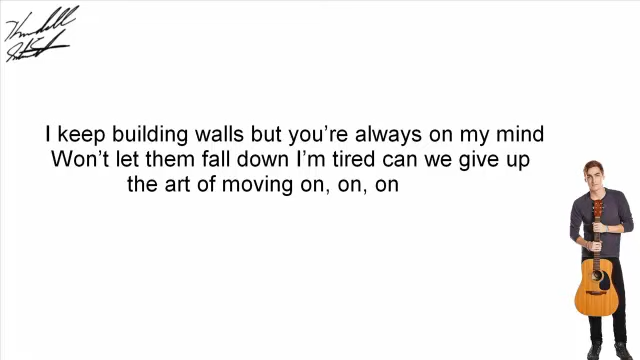 I keep building walls but you’re always on my mind
Won’t let them fall down I’m tired can we give up
the art of moving on, on, on